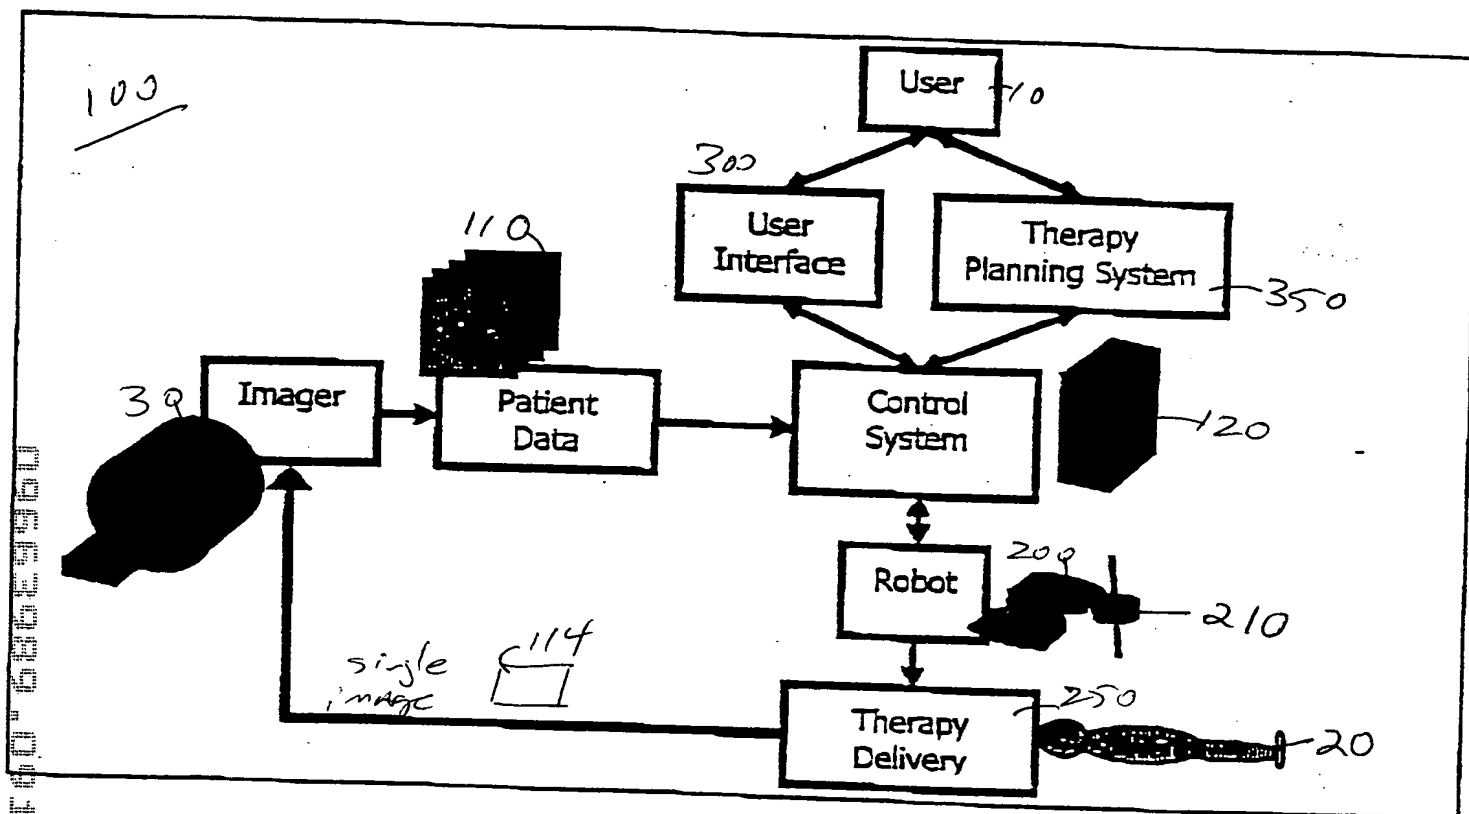 100
User
10
300
User
Interface
Therapy
Planning System
350
110
30
Imager
Patient
Data
Control
System
120
Robot
200
210
single
image
114
Therapy
Delivery
250
20